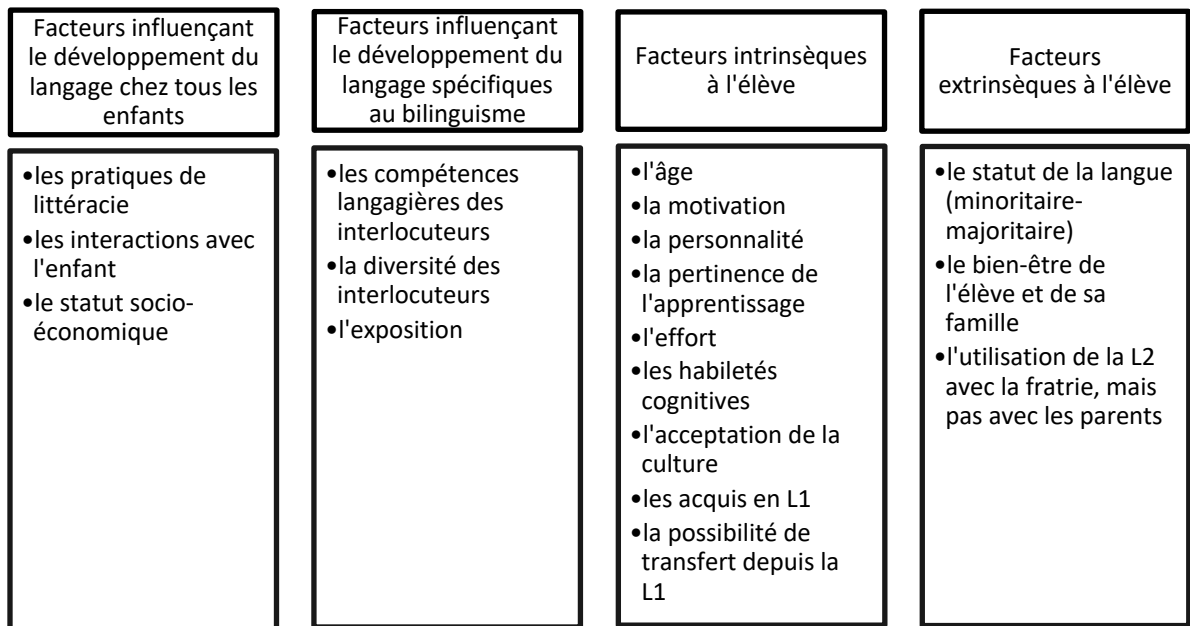 Facteurs influençant
le développement du
langage chez tous les
enfants
•les pratiques de
littéracie
•les interactions avec
l'enfant
•le statut socio-
économique
Facteurs influençant
le développement du
langage spécifiques
au bilinguisme
•les compétences
langagières des
interlocuteurs
•la diversité des
interlocuteurs
•l'exposition
Facteurs intrinsèques
à l'élève
•l'âge
•la motivation
•la personnalité
•la pertinence de
l'apprentissage
•l'effort
•les habiletés
cognitives
•l'acceptation de la
culture
•les acquis en L1
•la possibilité de
transfert depuis la
L1
Facteurs
extrinsèques à l'élève
•le statut de la langue
(minoritaire-
majoritaire)
•le bien-être de
l'élève et de sa
famille
•l'utilisation de la L2
avec la fratrie, mais
pas avec les parents